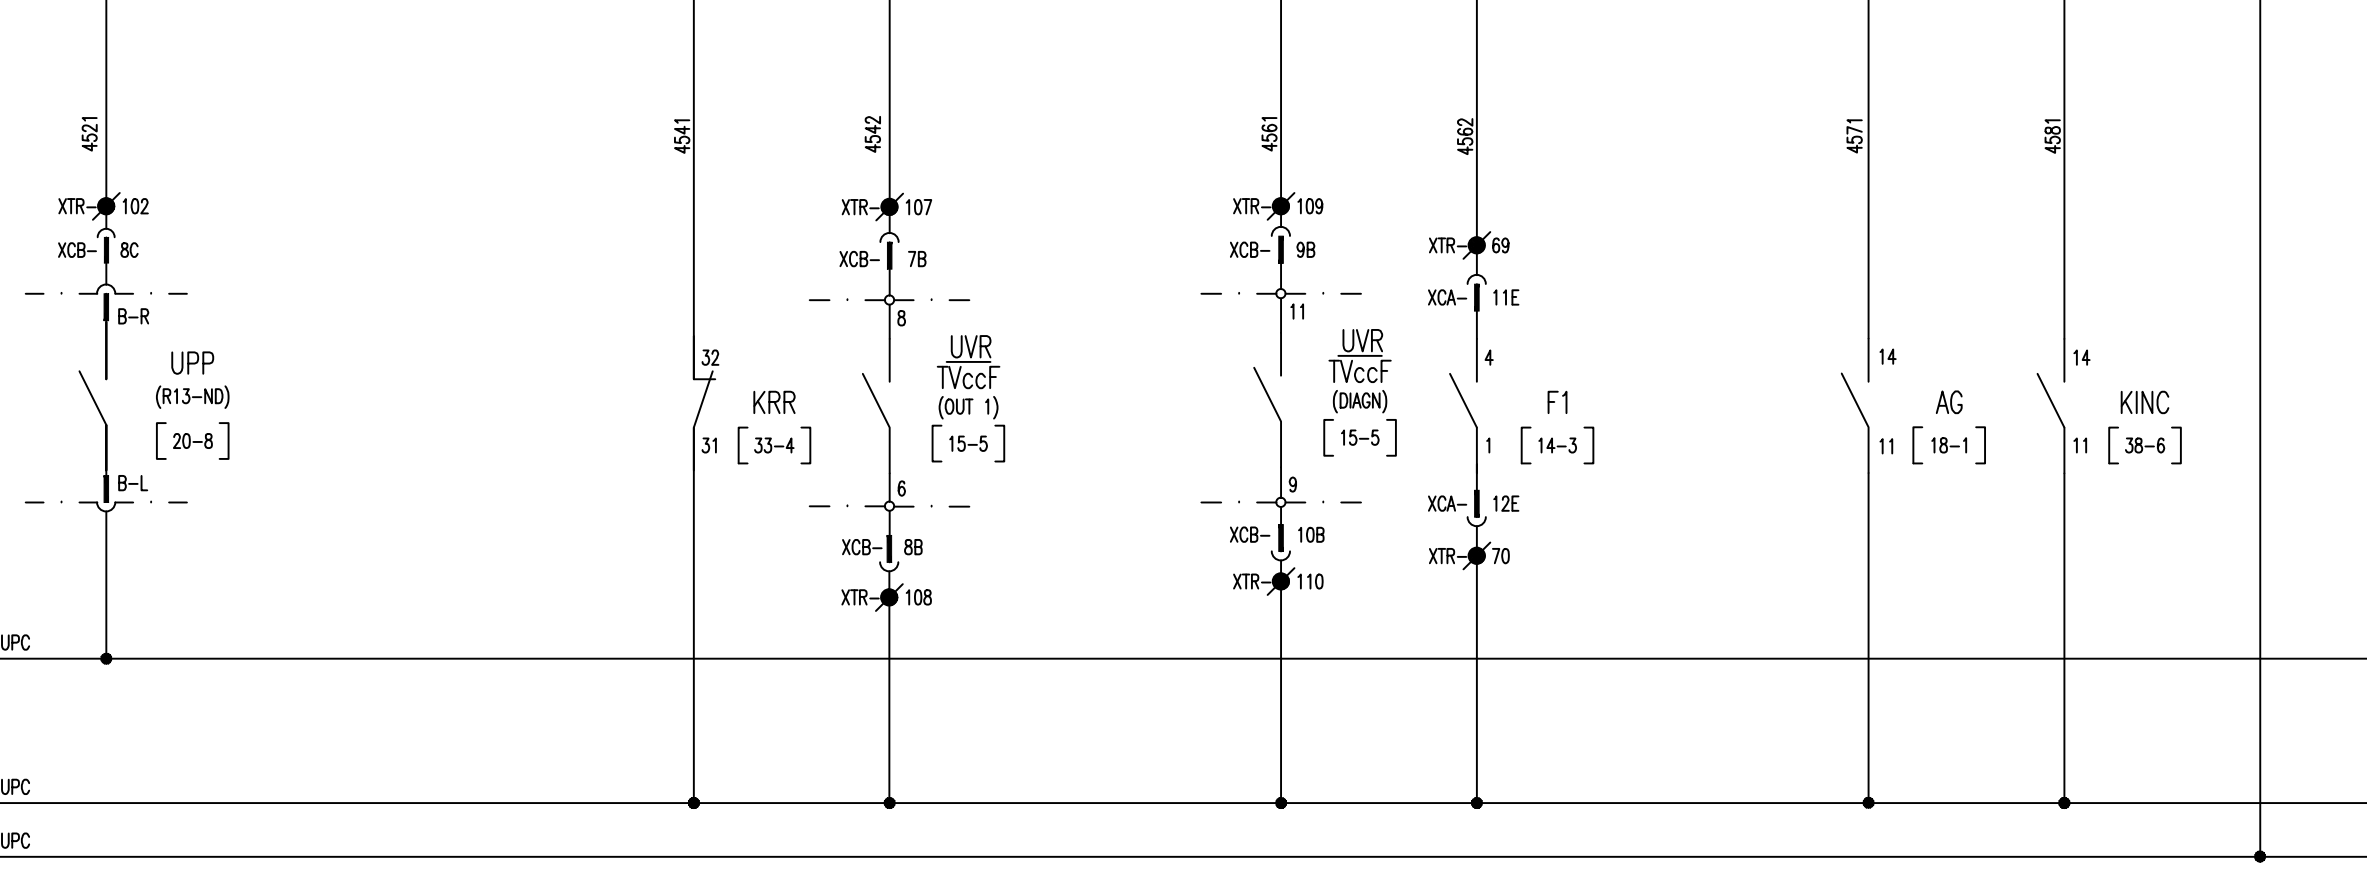 4521
4541
4542
4561
4562
4571
4581
XTR- 102
XTR- 107
XTR- 109
XTR- 69
XCB- 8C
XCB- 7B
XCB- 9B
XCA- 11E
B-R
8
11
UPP
(R13-ND)
[20-8]
32
KRR
31
[33-4]
UVR
TVccF
(OUT 1)
[15-5]
UVR
TVccF
(DIAGN)
[15-5]
4
F1
1
[14-3]
14
AG
11
[18-1]
14
KINC
11
[38-6]
B-L
6
9
XCA- 12E
XCB- 8B
XCB- 10B
XTR- 70
XTR- 108
XTR- 110
UPC
UPC
UPC